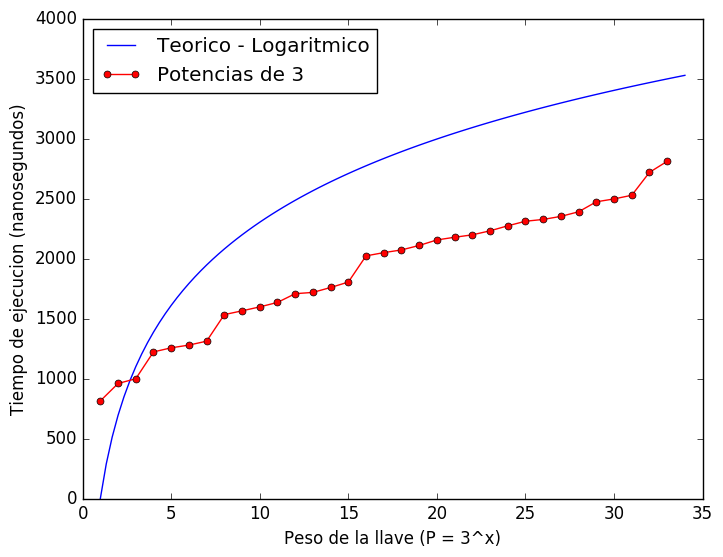 4000
3500
3000
2500
2000
1500
1000
500
0
Tiempo de ejecucion (nanosegundos)
Teorico - Logaritmico
Potencias de 3
0 5 10 15 20 25 30 35
Peso de la llave (P = 3^x)